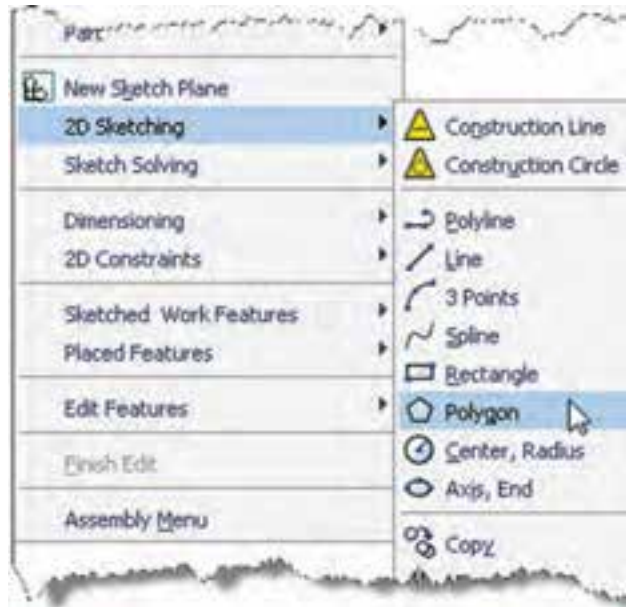 Part
New Sketch Plane
2D Sketching
Sketch Solving
Dimensioning
2D Constraints
Sketched Work Features
Placed Features
Edit Features
Finish Edit
Assembly Menu
Construction Line
Construction Circle
Polyline
Line
3 Points
Spline
Rectangle
Polygon
Center, Radius
Axis, End
Copy